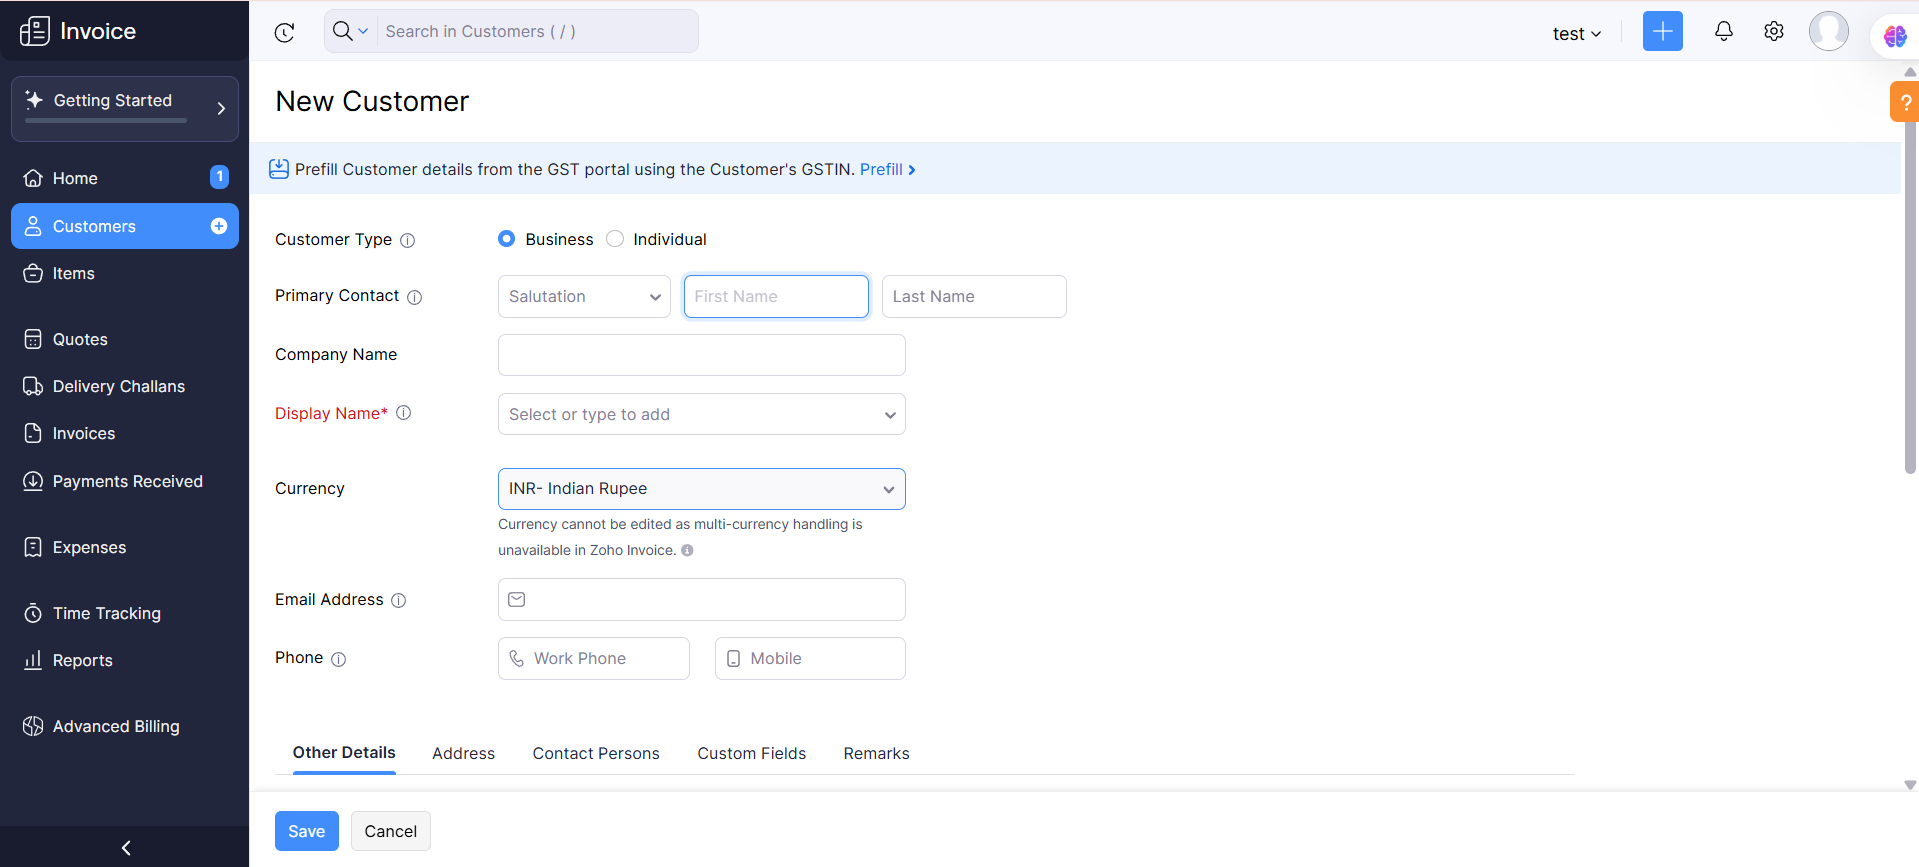 Invoice
Search in Customers ( / )
test
Getting Started
New Customer
?
Prefill Customer details from the GST portal using the Customer's GSTIN. Prefill
Home
1
Customers
Items
Quotes
Delivery Challans
Invoices
Payments Received
Expenses
Time Tracking
Reports
Advanced Billing
Customer Type
Business
Individual
Primary Contact
Salutation
First Name
Last Name
Company Name
Display Name*
Select or type to add
Currency
INR- Indian Rupee
Currency cannot be edited as multi-currency handling is
unavailable in Zoho Invoice.
Email Address
Phone
Work Phone
Mobile
Other Details
Address
Contact Persons
Custom Fields
Remarks
Save
Cancel